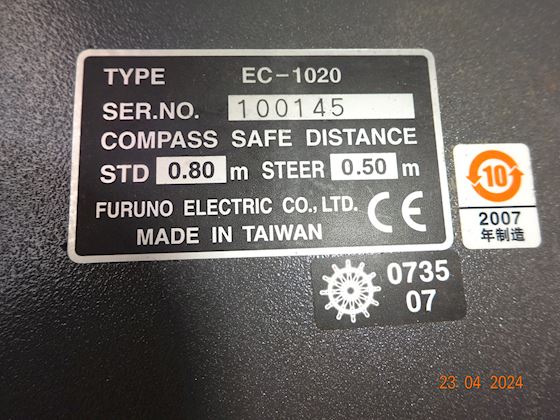 TYPE EC-1020
SER.NO. 100145
COMPASS SAFE DISTANCE
STD 0.80 m STEER 0.50 m
FURUNO ELECTRIC CO., LTD.
MADE IN TAIWAN
CE
10
2007
年制造
0735
07
23 04 2024